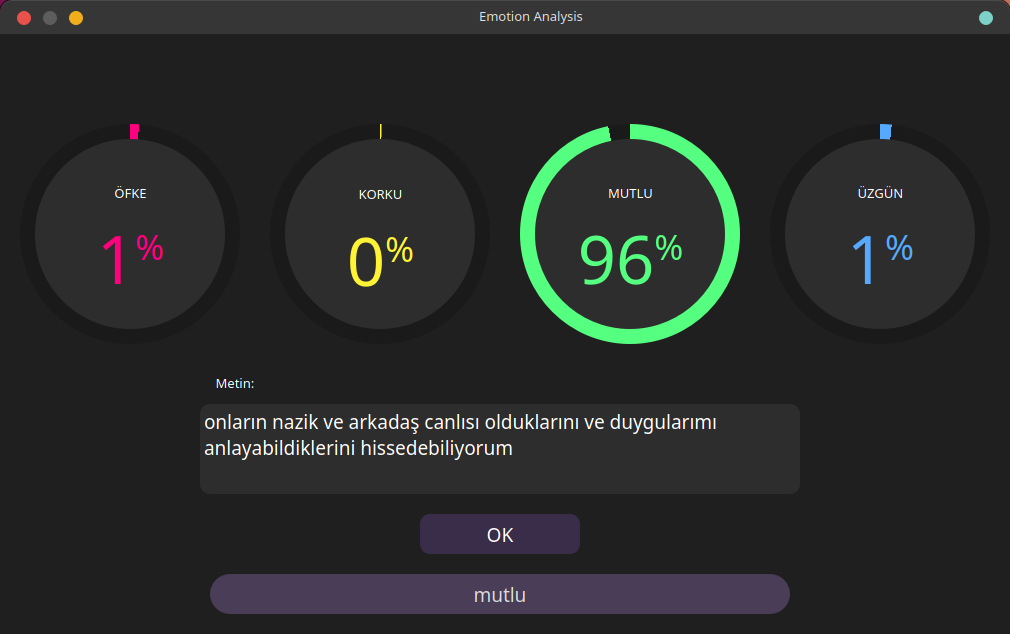 Emotion Analysis
ÖFKE
1%
KORKU
0%
MUTLU
96%
ÜZGÜN
1%
Metin:
onların nazik ve arkadaş canlısı olduklarını ve duygularımı
anlayabildiklerini hissedebiliyorum
OK
mutlu